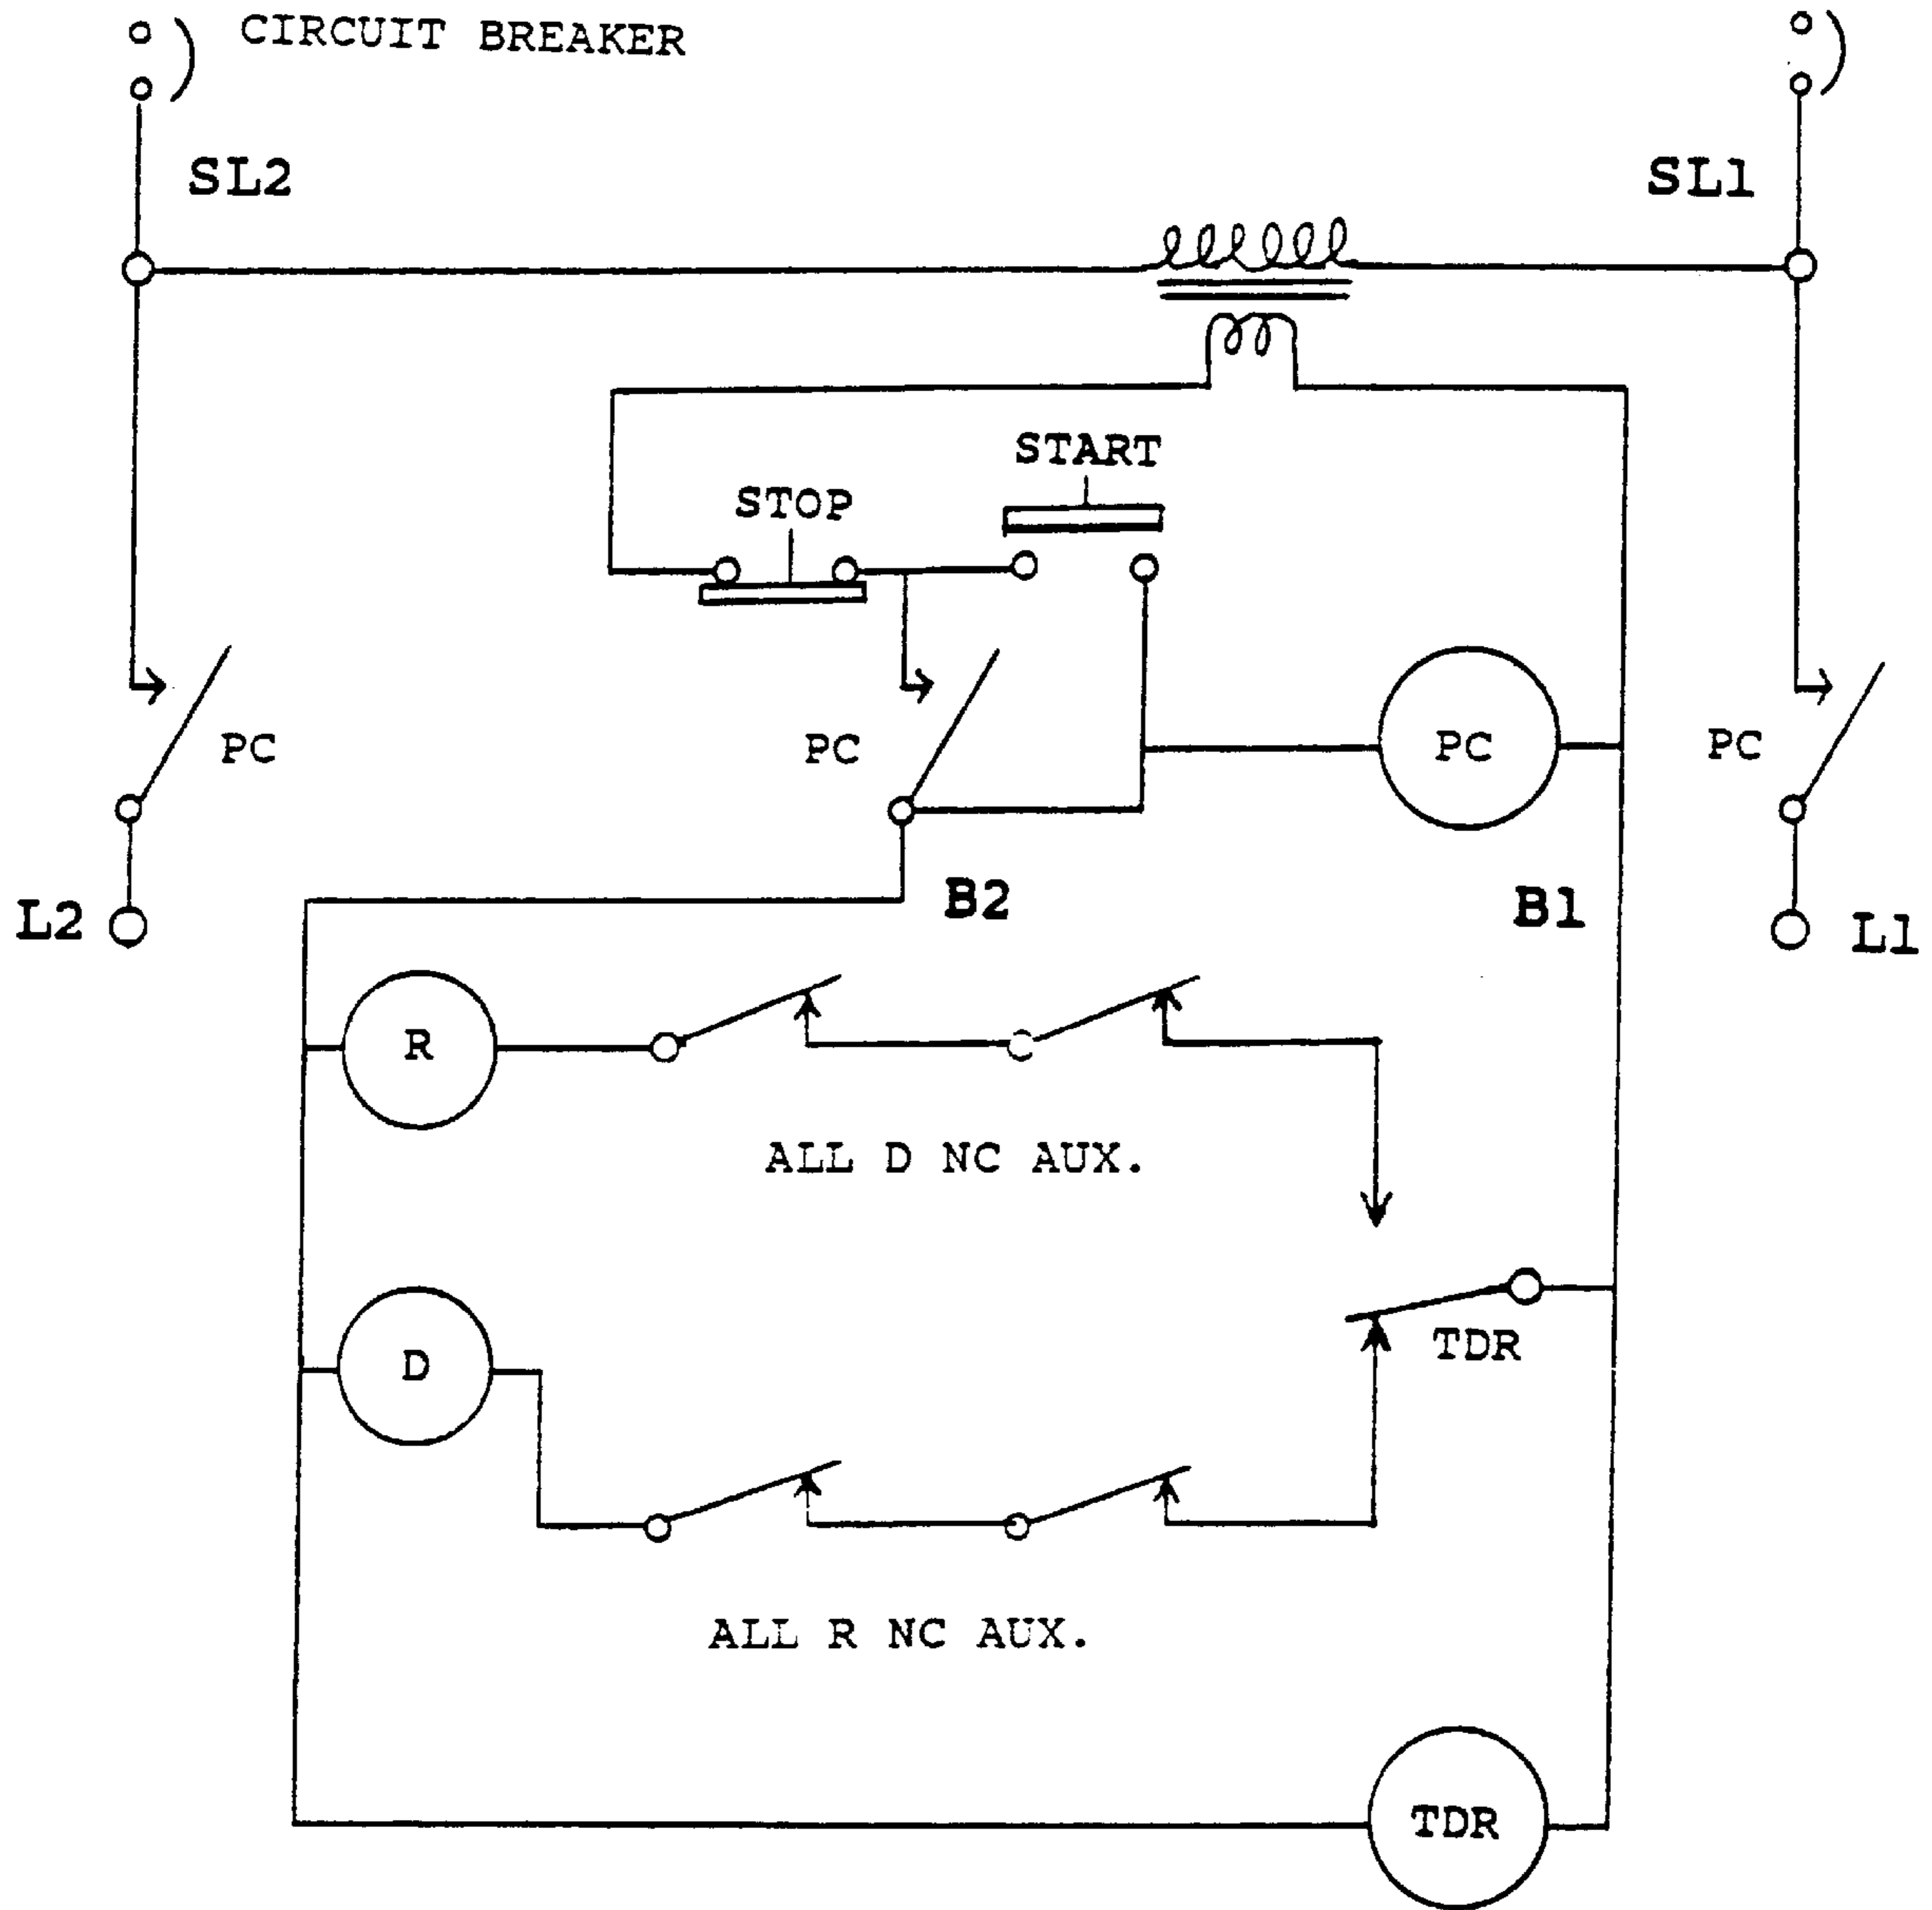 CIRCUIT BREAKER
SL2
SL1
START
STOP
PC
PC
PC
PC
B2
B1
L2
L1
R
ALL D NC AUX.
D
TDR
ALL R NC AUX.
TDR